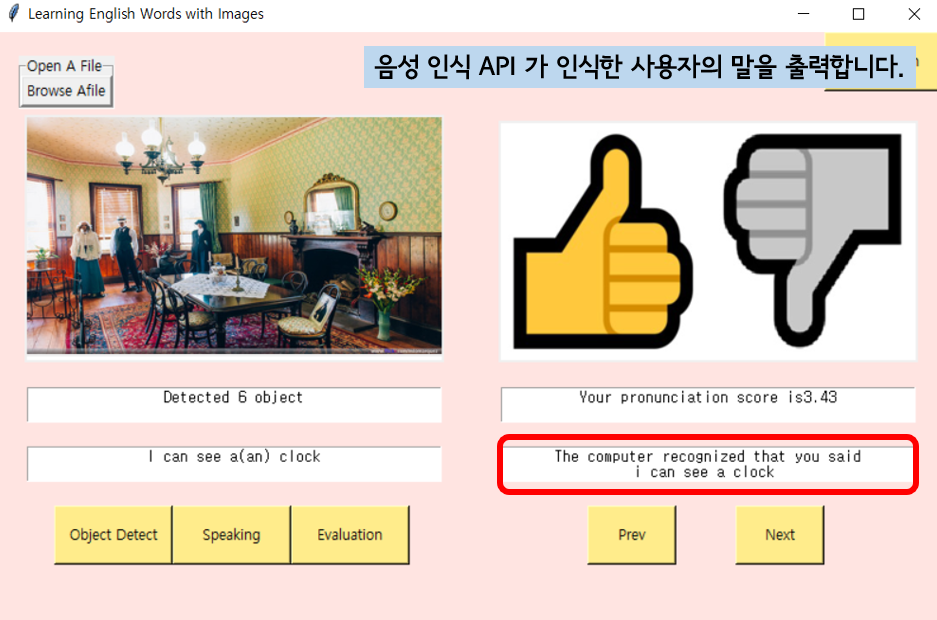 Learning English Words with Images
음성 인식 API 가 인식한 사용자의 말을 출력합니다.
Open A File
Browse Afile
Detected 6 object
Your pronunciation score is3.43
I can see a(an) clock
The computer recognized that you said
i can see a clock
Object Detect
Speaking
Evaluation
Prev
Next